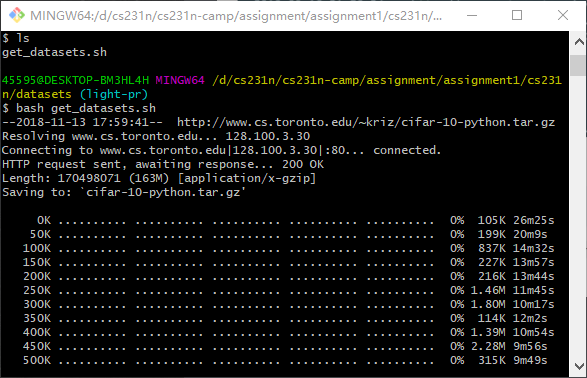 MINGW64:/d/cs231n/cs231n-camp/assignment/assignment1/cs231n/...
$ ls
get_datasets.sh
45595@DESKTOP-BM3HL4H MINGW64 /d/cs231n/cs231n-camp/assignment/assignment1/cs231
n/datasets (light-pr)
$ bash get_datasets.sh
--2018-11-13 17:59:41--  http://www.cs.toronto.edu/~kriz/cifar-10-python.tar.gz
Resolving www.cs.toronto.edu... 128.100.3.30
Connecting to www.cs.toronto.edu|128.100.3.30|:80... connected.
HTTP request sent, awaiting response... 200 OK
Length: 170498071 (163M) [application/x-gzip]
Saving to: `cifar-10-python.tar.gz'
0K .......... .......... .......... .......... ..........  0%  105K 26m25s
50K .......... .......... .......... .......... ..........  0%  199K 20m9s
100K .......... .......... .......... .......... ..........  0%  837K 14m32s
150K .......... .......... .......... .......... ..........  0%  227K 13m57s
200K .......... .......... .......... .......... ..........  0%  216K 13m44s
250K .......... .......... .......... .......... ..........  0% 1.46M 11m45s
300K .......... .......... .......... .......... ..........  0% 1.80M 10m17s
350K .......... .......... .......... .......... ..........  0%  114K 12m2s
400K .......... .......... .......... .......... ..........  0% 1.39M 10m54s
450K .......... .......... .......... .......... ..........  0% 2.28M 9m56s
500K .......... .......... .......... .......... ..........  0%  315K 9m49s